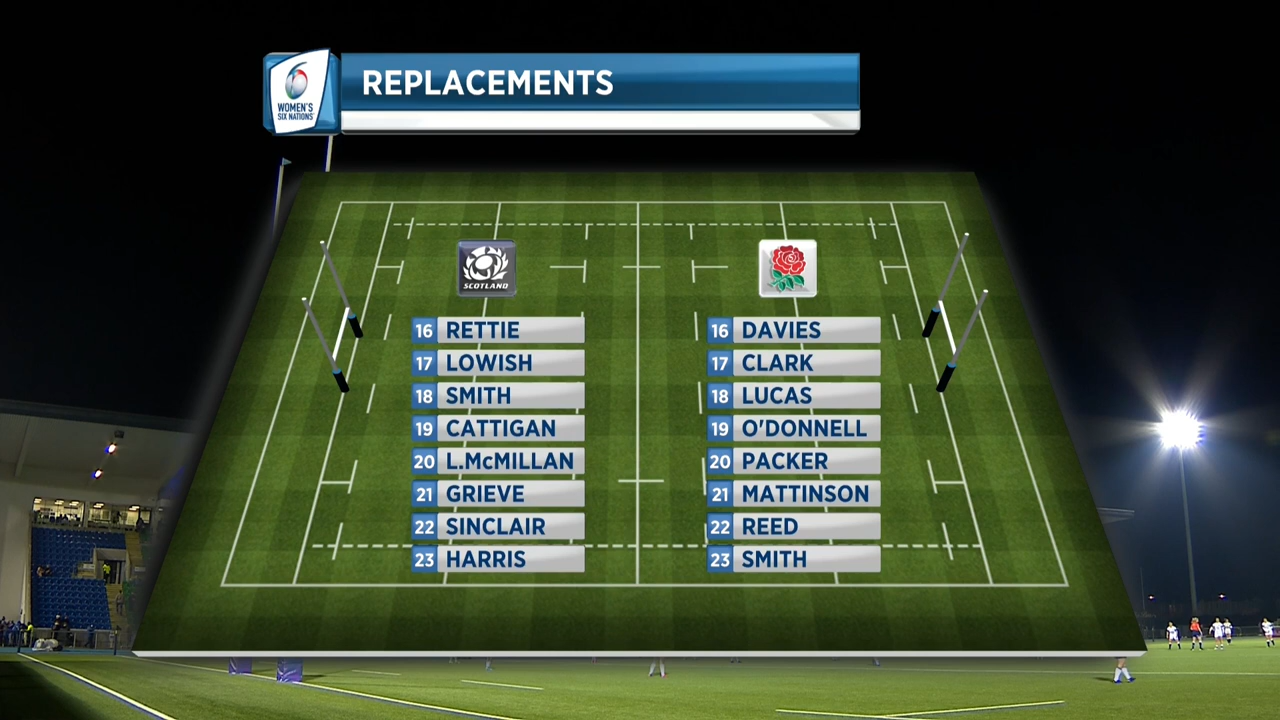 WOMEN'S
SIX NATIONS
REPLACEMENTS
SCOTLAND
16 RETTIE
17 LOWISH
18 SMITH
19 CATTIGAN
20 L.McMILLAN
21 GRIEVE
22 SINCLAIR
23 HARRIS
16 DAVIES
17 CLARK
18 LUCAS
19 O'DONNELL
20 PACKER
21 MATTINSON
22 REED
23 SMITH